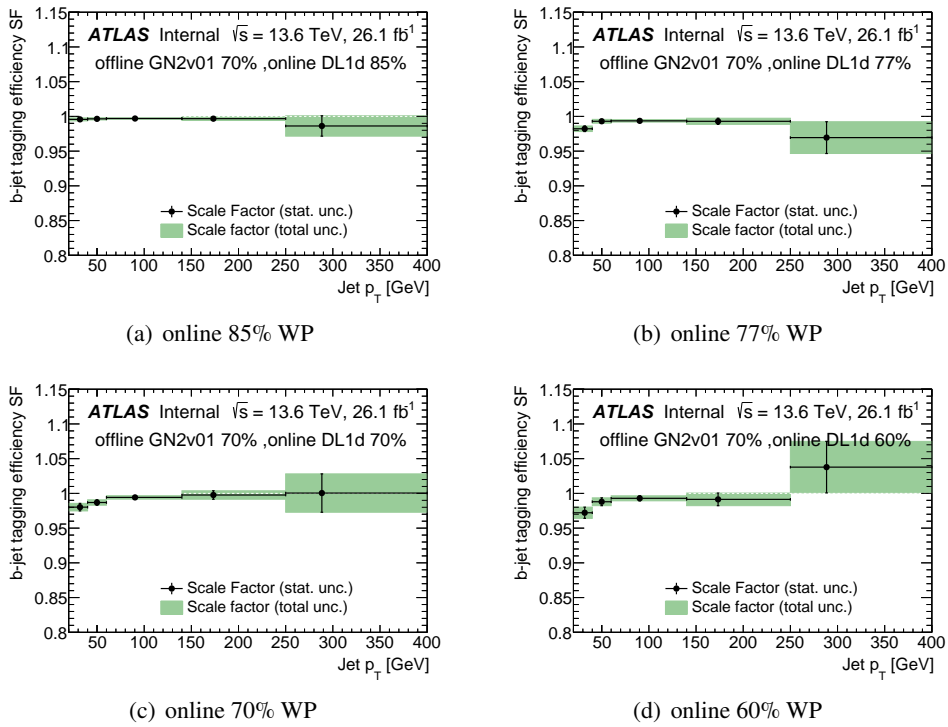 b-jet tagging efficiency SF
1.15
1.1
1.05
1
0.95
0.9
0.85
0.8
ATLAS Internal √s = 13.6 TeV, 26.1 fb⁻¹
offline GN2v01 70% ,online DL1d 85%
Scale Factor (stat. unc.)
Scale factor (total unc.)
50 100 150 200 250 300 350 400
Jet p_T [GeV]
(a) online 85% WP
b-jet tagging efficiency SF
1.15
1.1
1.05
1
0.95
0.9
0.85
0.8
ATLAS Internal √s = 13.6 TeV, 26.1 fb⁻¹
offline GN2v01 70% ,online DL1d 77%
Scale Factor (stat. unc.)
Scale factor (total unc.)
50 100 150 200 250 300 350 400
Jet p_T [GeV]
(b) online 77% WP
b-jet tagging efficiency SF
1.15
1.1
1.05
1
0.95
0.9
0.85
0.8
ATLAS Internal √s = 13.6 TeV, 26.1 fb⁻¹
offline GN2v01 70% ,online DL1d 70%
Scale Factor (stat. unc.)
Scale factor (total unc.)
50 100 150 200 250 300 350 400
Jet p_T [GeV]
(c) online 70% WP
b-jet tagging efficiency SF
1.15
1.1
1.05
1
0.95
0.9
0.85
0.8
ATLAS Internal √s = 13.6 TeV, 26.1 fb⁻¹
offline GN2v01 70% ,online DL1d 60%
Scale Factor (stat. unc.)
Scale factor (total unc.)
50 100 150 200 250 300 350 400
Jet p_T [GeV]
(d) online 60% WP